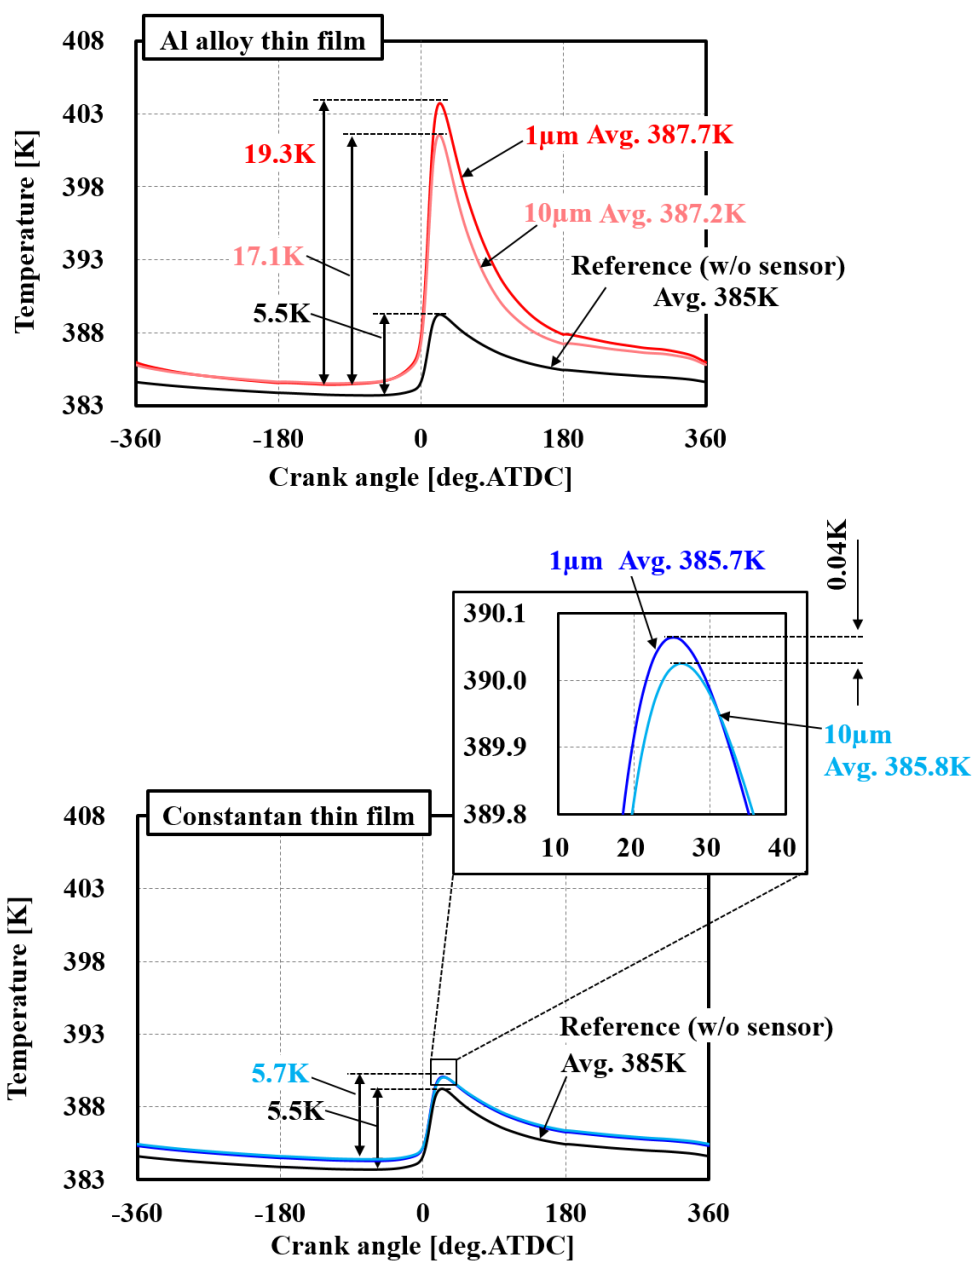 Al alloy thin film
408
403
398
393
388
383
Temperature [K]
19.3K
17.1K
5.5K
1μm Avg. 387.7K
10μm Avg. 387.2K
Reference (w/o sensor)
Avg. 385K
-360 -180 0 180 360
Crank angle [deg.ATDC]
0.04K
1μm Avg. 385.7K
390.1
390.0
389.9
389.8
10 20 30 40
10μm
Avg. 385.8K
Constantan thin film
408
403
398
393
388
383
Temperature [K]
5.7K
5.5K
Reference (w/o sensor)
Avg. 385K
-360 -180 0 180 360
Crank angle [deg.ATDC]